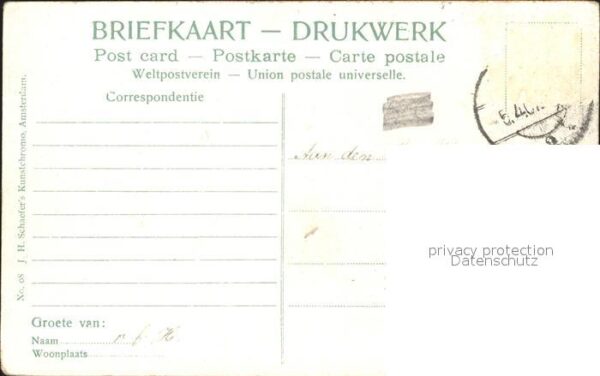 BRIEFKAART — DRUKWERK
Post card — Postkarte — Carte postale
Weltpostverein — Union postale universelle.
Correspondentie
Aan den
privacy protection
Datenschutz
No. 68 J. H. Schaefer's Kunstchromo, Amsterdam.
Groete van:
Naam
Woonplaats